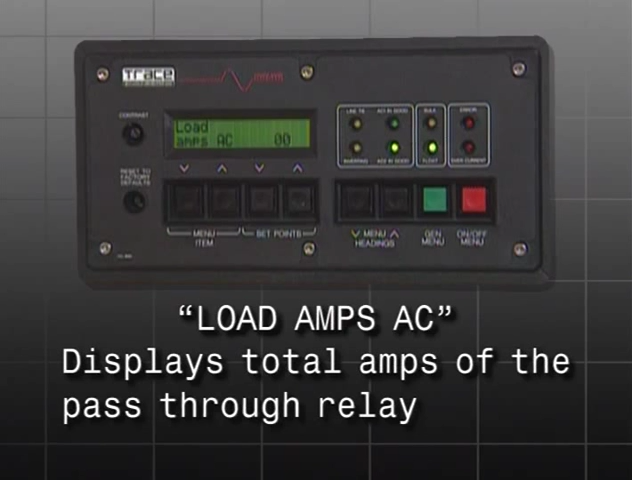 Trace
CONTRAST
RESET TO
FACTORY
DEFAULTS
Load
amps AC 00
MENU
ITEM
SET POINTS
LINE TIE
AC1 IN GOOD
BULK
ERROR
INVERTING
AC2 IN GOOD
FLOAT
OVER CURRENT
MENU
HEADINGS
GEN
MENU
ON/OFF
MENU
“LOAD AMPS AC”
Displays total amps of the
pass through relay